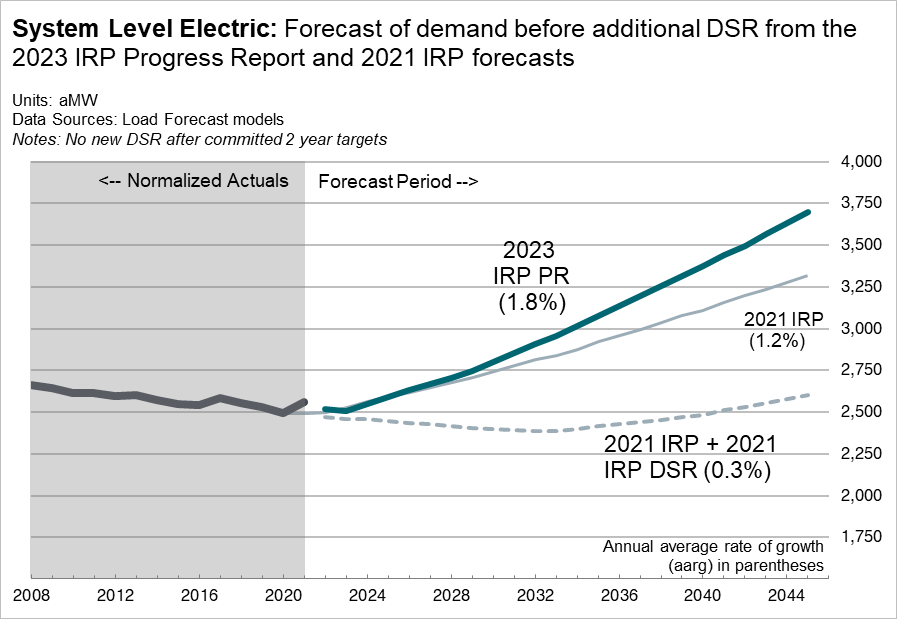 System Level Electric: Forecast of demand before additional DSR from the
2023 IRP Progress Report and 2021 IRP forecasts
Units: aMW
Data Sources: Load Forecast models
Notes: No new DSR after committed 2 year targets
<-- Normalized Actuals
Forecast Period -->
4,000
3,750
3,500
3,250
3,000
2,750
2,500
2,250
2,000
1,750
2023
IRP PR
(1.8%)
2021 IRP
(1.2%)
2021 IRP + 2021
IRP DSR (0.3%)
Annual average rate of growth
(aarg) in parentheses
2008 2012 2016 2020 2024 2028 2032 2036 2040 2044